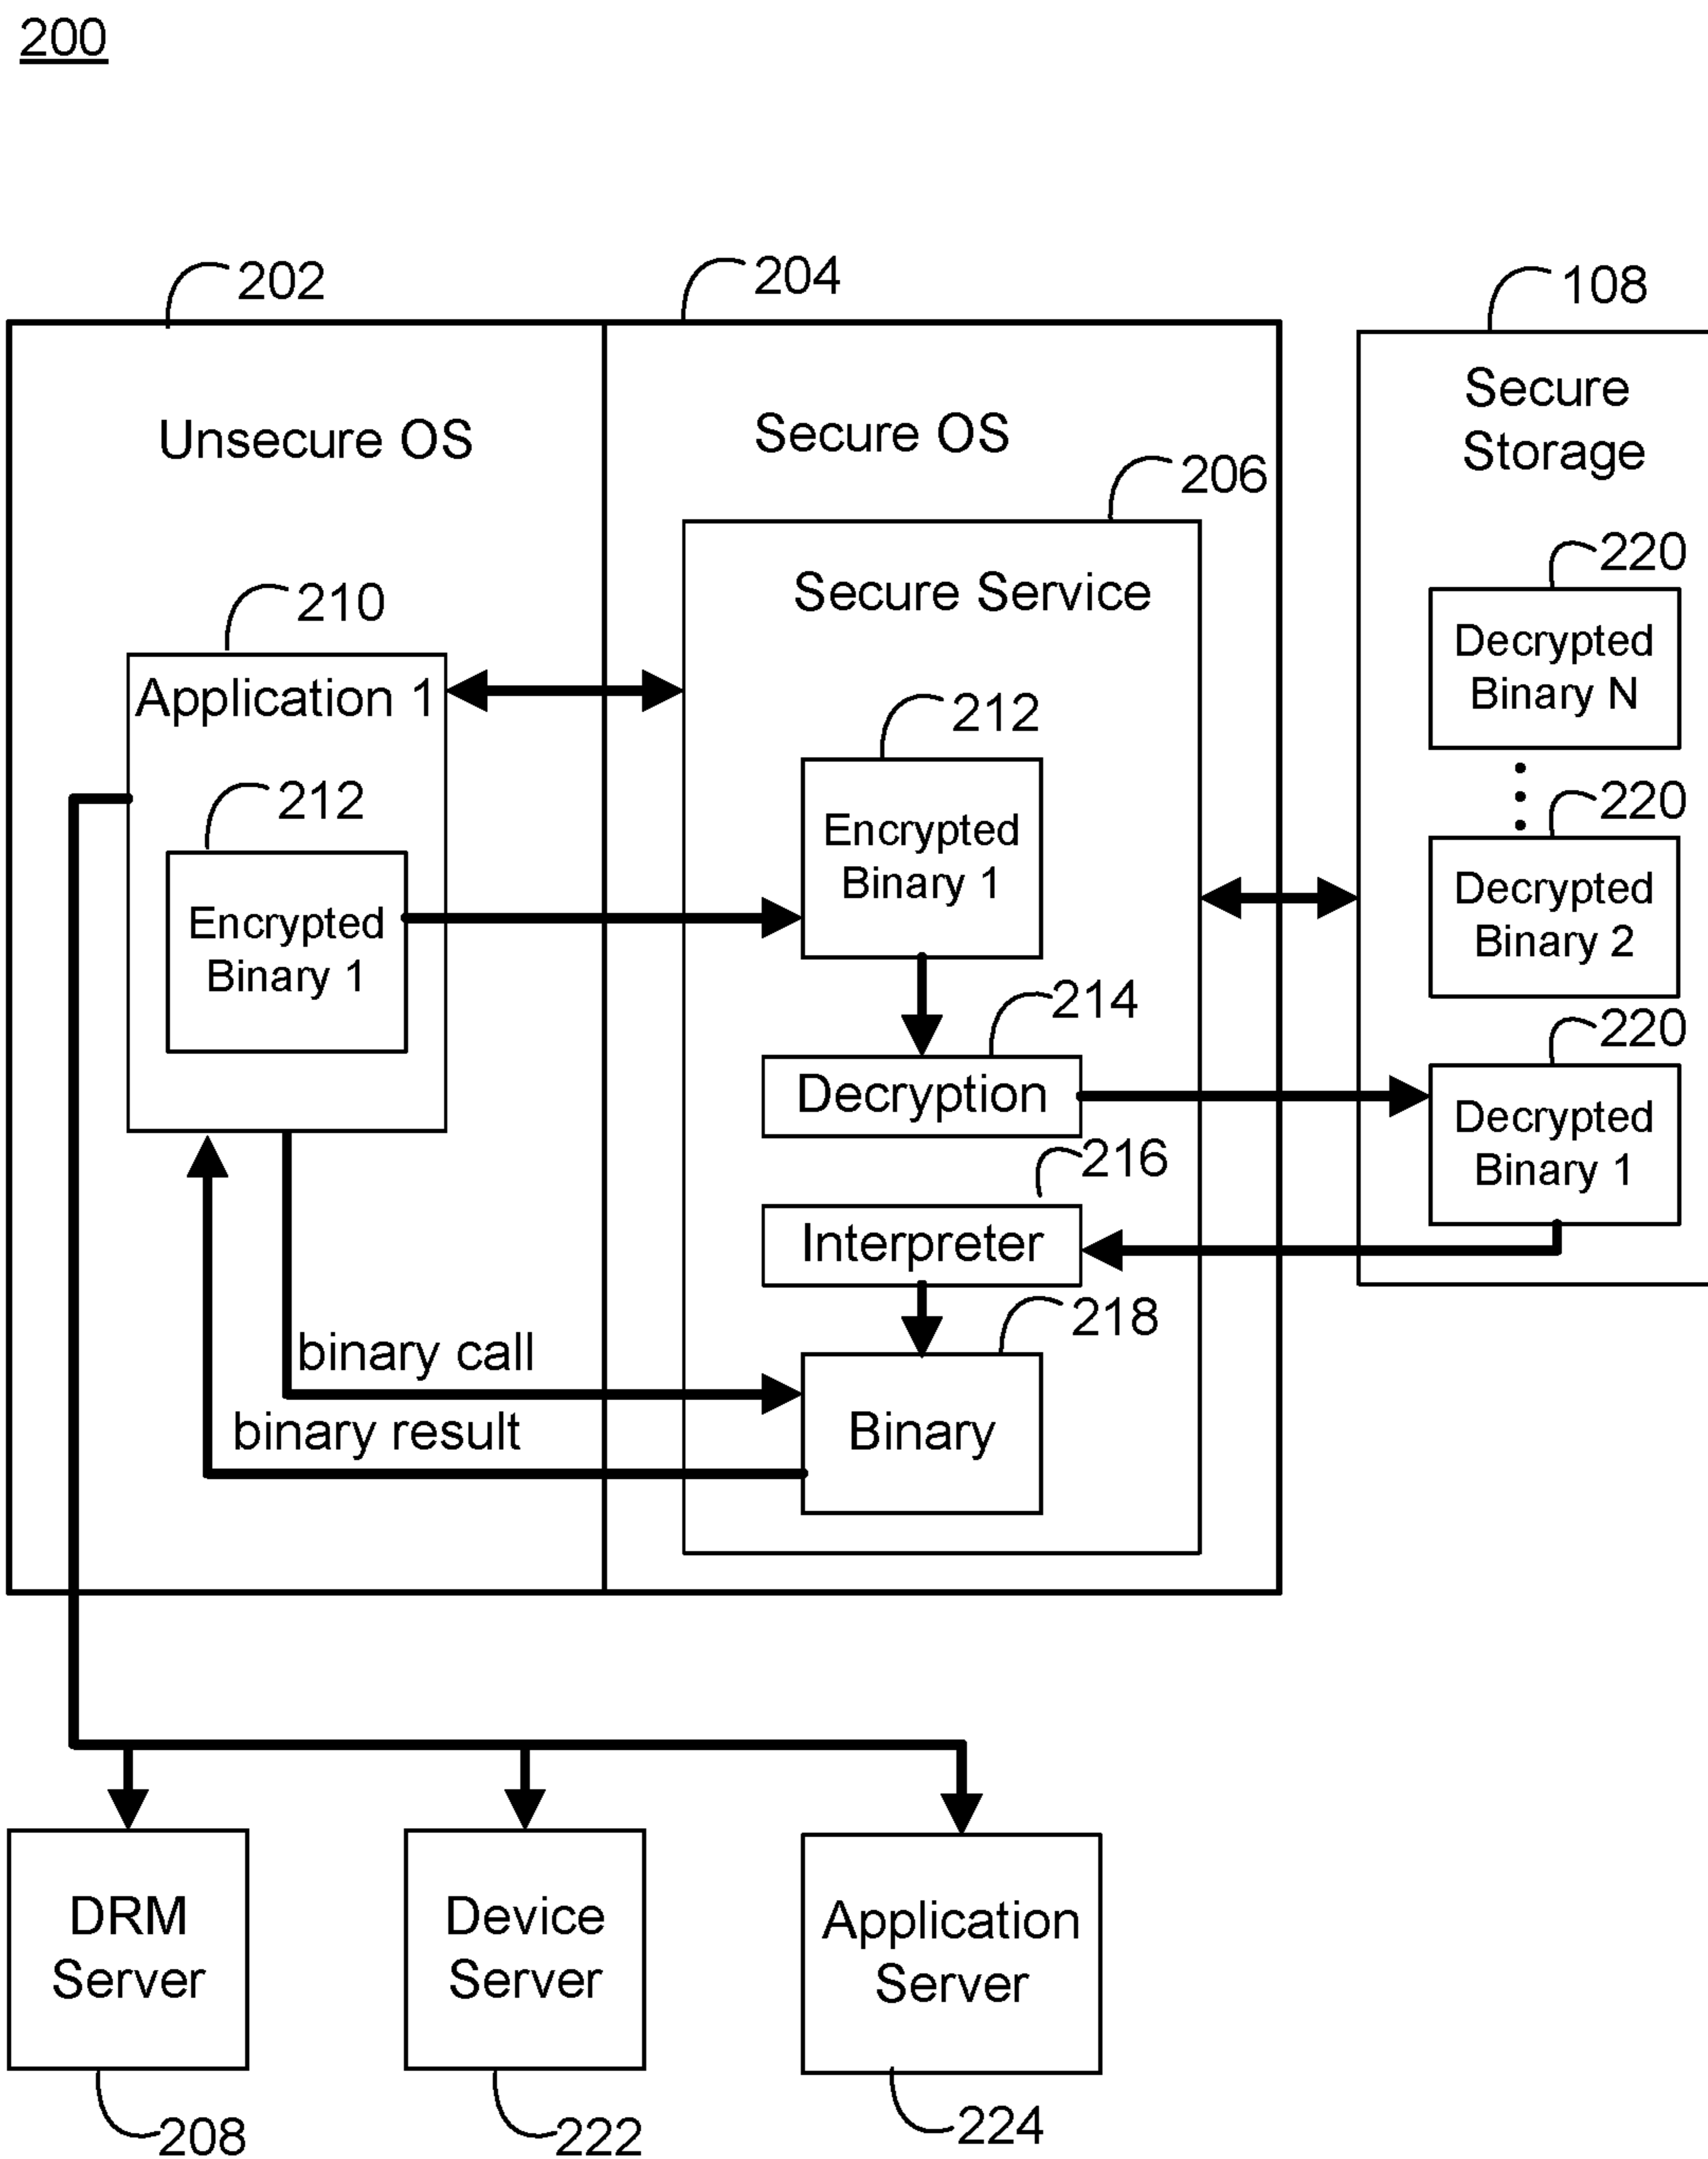 200
202
204
108
Unsecure OS
Secure OS
Secure
Storage
206
210
Secure Service
220
Application 1
Decrypted
Binary N
212
212
Encrypted
Binary 1
Encrypted
Binary 1
220
Decrypted
Binary 2
214
Decryption
220
Decrypted
Binary 1
216
Interpreter
218
binary call
binary result
Binary
DRM
Server
Device
Server
Application
Server
208
222
224